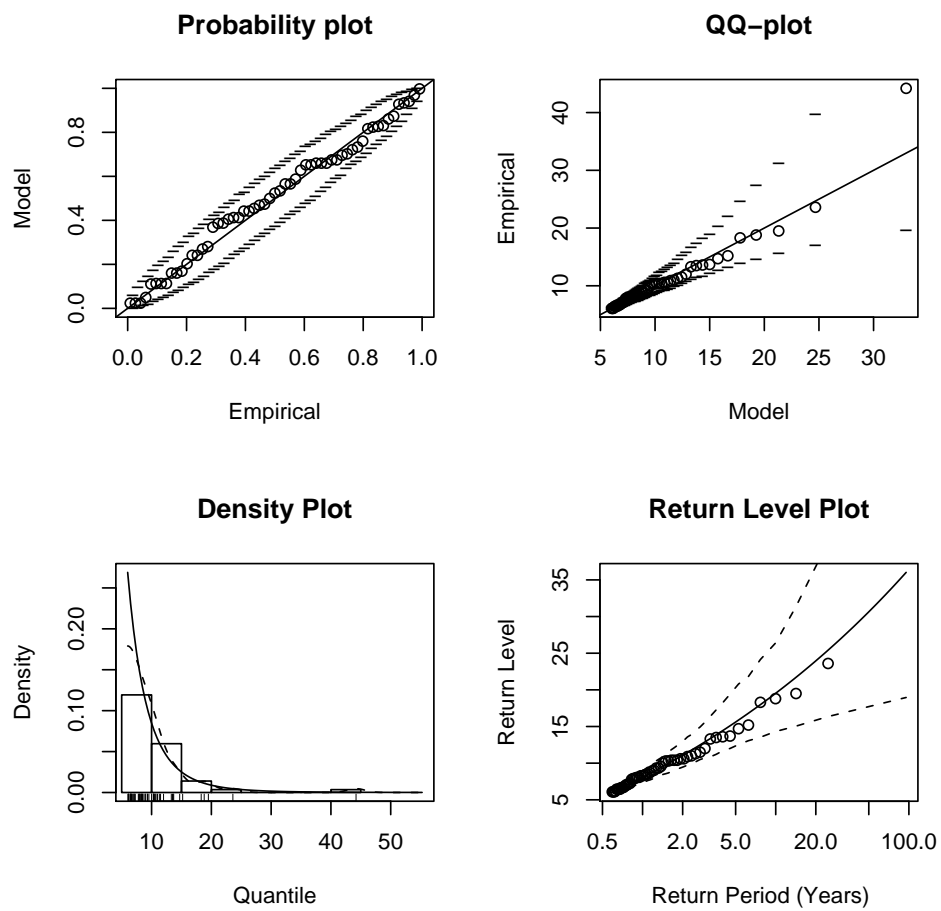 Probability plot
Model
0.0 0.4 0.8
0.0 0.2 0.4 0.6 0.8 1.0
Empirical
QQ−plot
Empirical
10 20 30 40
5 10 15 20 25 30
Model
Density Plot
Density
0.00 0.10 0.20
10 20 30 40 50
Quantile
Return Level Plot
Return Level
5 15 25 35
0.5 2.0 5.0 20.0 100.0
Return Period (Years)